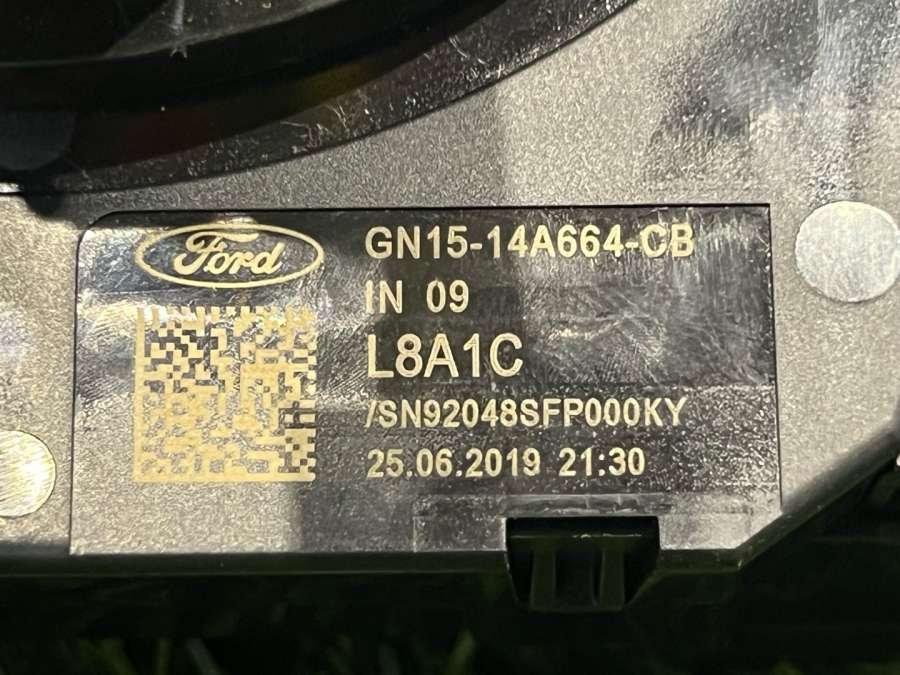 Ford
GN15-14A664-CB
IN 09
L8A1C
/SN92048SFP000KY
25.06.2019 21:30